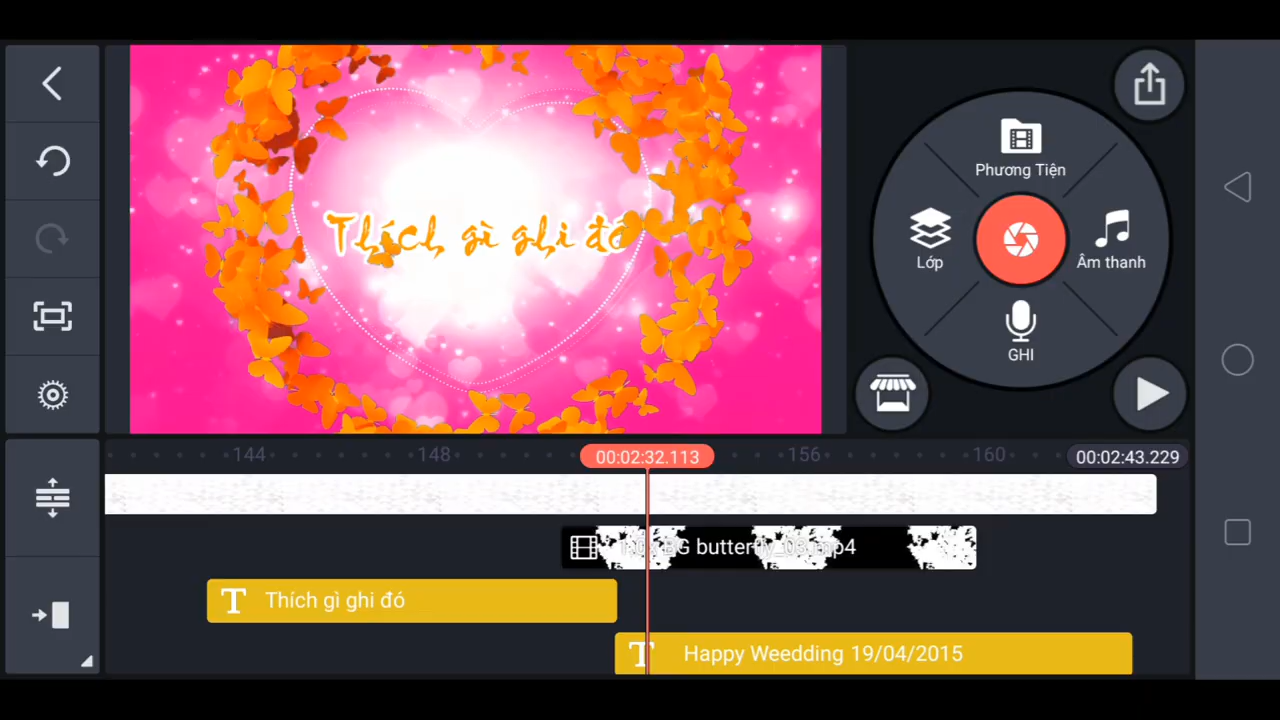 Thích gì ghi đó
Phương Tiện
Lớp
Âm thanh
GHI
144
148
00:02:32.113
156
160
00:02:43.229
BG butterfly_03.mp4
Thích gì ghi đó
Happy Weedding 19/04/2015